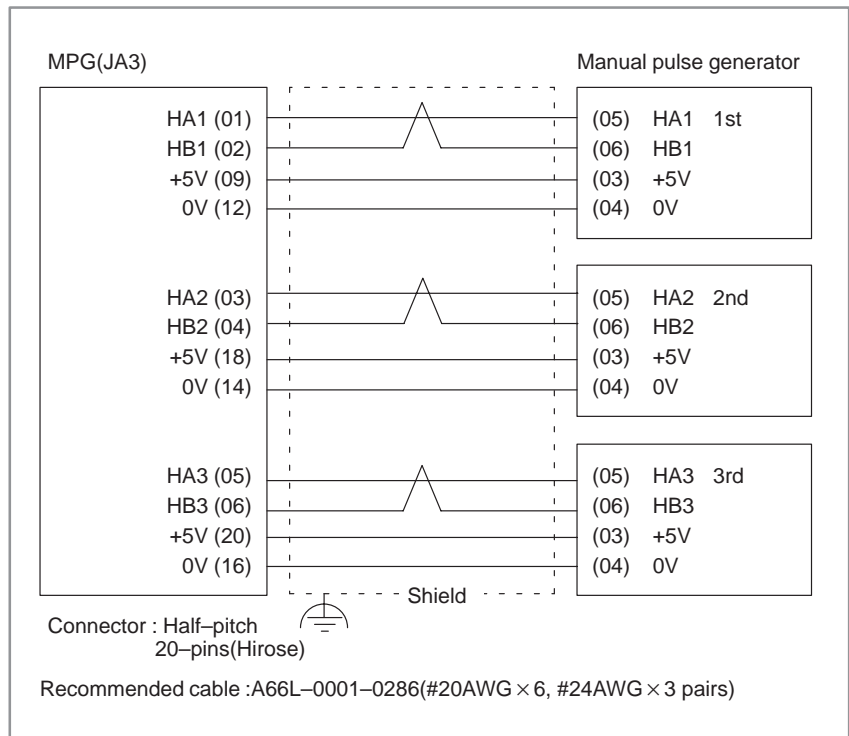 MPG(JA3)
Manual pulse generator
HA1 (01)
HB1 (02)
+5V (09)
0V (12)
(05) HA1 1st
(06) HB1
(03) +5V
(04) 0V
HA2 (03)
HB2 (04)
+5V (18)
0V (14)
(05) HA2 2nd
(06) HB2
(03) +5V
(04) 0V
HA3 (05)
HB3 (06)
+5V (20)
0V (16)
(05) HA3 3rd
(06) HB3
(03) +5V
(04) 0V
Shield
Connector : Half–pitch
20–pins(Hirose)
Recommended cable :A66L–0001–0286(#20AWG × 6, #24AWG × 3 pairs)